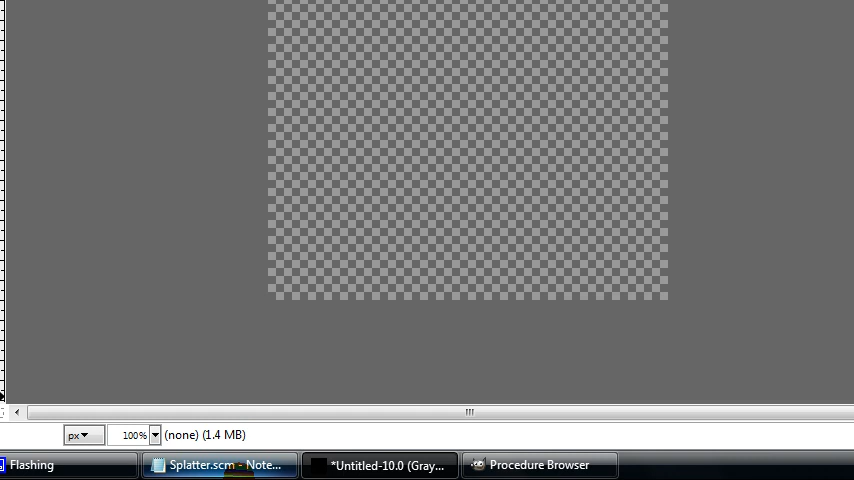 px 100% (none) (1.4 MB)
Flashing Splatter.scm - Note... *Untitled-10.0 (Gray... Procedure Browser